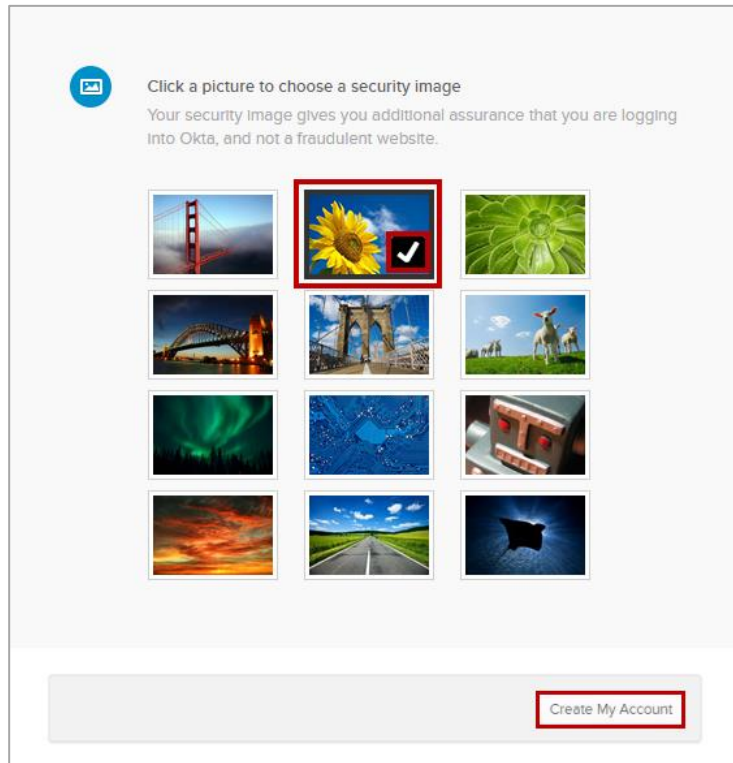 Click a picture to choose a security image
Your security image gives you additional assurance that you are logging
into Okta, and not a fraudulent website.
Create My Account